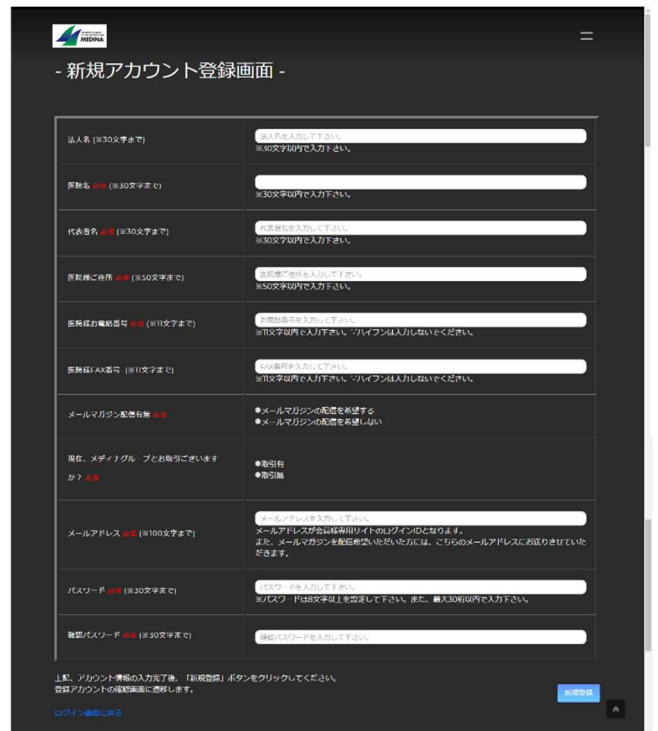 MEDINA
- 新規アカウント登録画面 -
法人名 (※30文字まで)
法人名を入力して下さい。
※30文字以内で入力下さい。
医院名 必須 (※30文字まで)
※30文字以内で入力下さい。
代表者名 必須 (※30文字まで)
代表者名を入力して下さい。
※30文字以内で入力下さい。
医院様ご住所 必須 (※50文字まで)
医院様ご住所を入力して下さい。
※50文字以内で入力下さい。
医院様お電話番号 必須 (※11文字まで)
お電話番号を入力して下さい。
※11文字以内で入力下さい。"-"ハイフンは入力しないでください。
医院様FAX番号 (※11文字まで)
FAX番号を入力して下さい。
※11文字以内で入力下さい。"-"ハイフンは入力しないでください。
メールマガジン配信有無 必須
●メールマガジンの配信を希望する
●メールマガジンの配信を希望しない
現在、メディナグループとお取引ございます
か? 必須
●取引有
●取引無
メールアドレス 必須 (※100文字まで)
メールアドレスを入力して下さい。
メールアドレスが会員様専用サイトのログインIDとなります。
また、メールマガジンを配信希望いただいた方には、こちらのメールアドレスにお送りさせていた
だきます。
パスワード 必須 (※30文字まで)
パスワードを入力して下さい。
※パスワードは8文字以上を設定して下さい。また、最大30桁以内で入力下さい。
確認パスワード 必須 (※30文字まで)
確認パスワードを入力して下さい。
上記、アカウント情報の入力完了後、「新規登録」ボタンをクリックしてください。
登録アカウントの確認画面に遷移します。
新規登録
ログイン画面に戻る